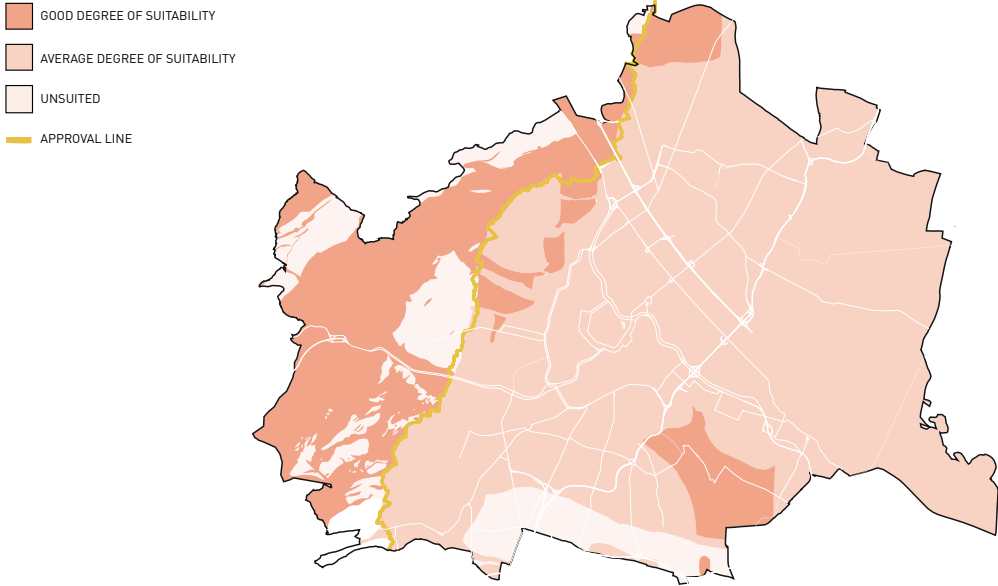 GOOD DEGREE OF SUITABILITY
AVERAGE DEGREE OF SUITABILITY
UNSUITED
APPROVAL LINE